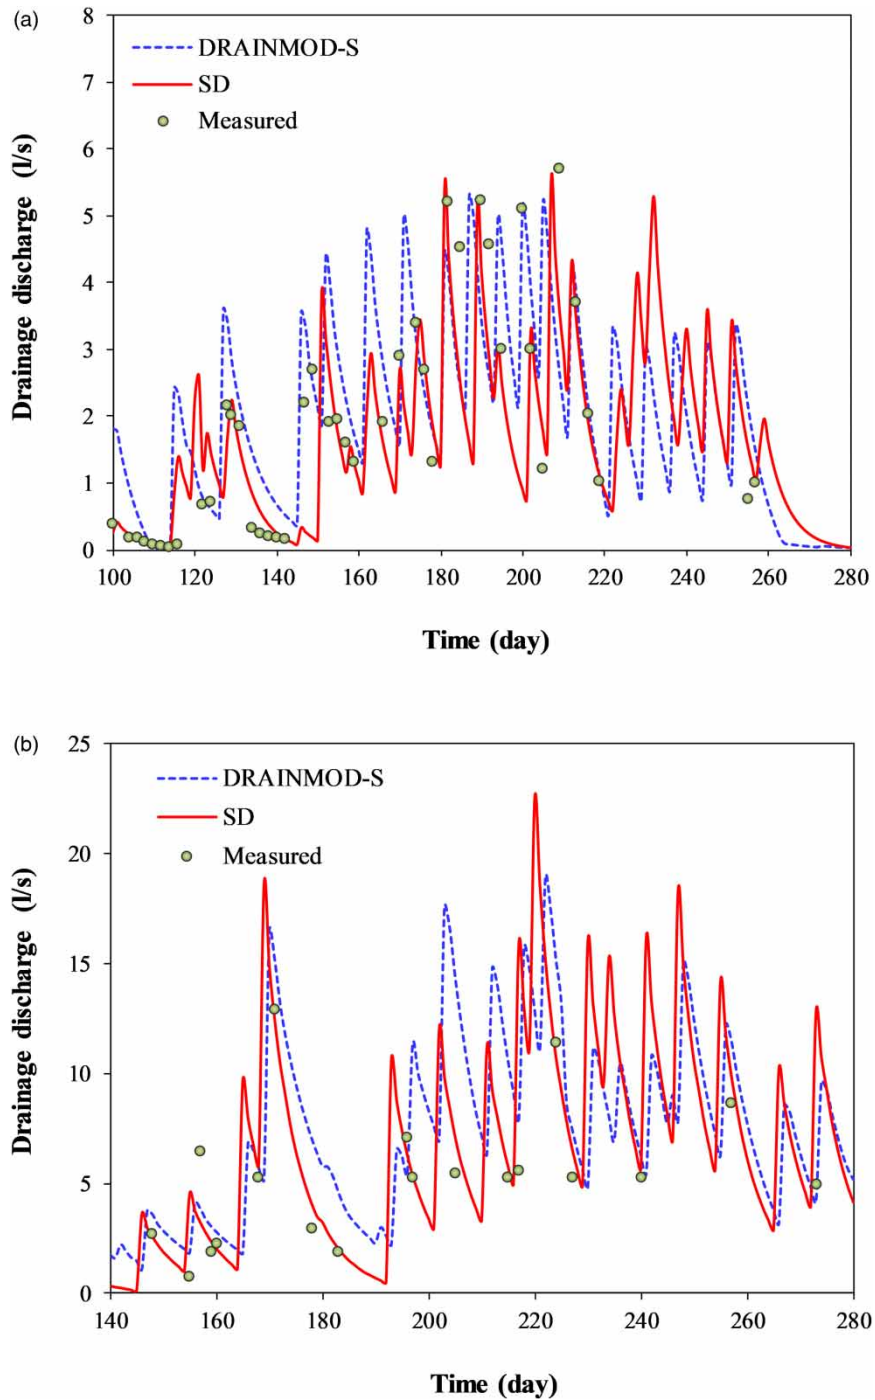 (a)
8
7
6
5
4
3
2
1
0
Drainage discharge (l/s)
DRAINMOD-S
SD
Measured
100 120 140 160 180 200 220 240 260 280
Time (day)
(b)
25
20
15
10
5
0
Drainage discharge (l/s)
DRAINMOD-S
SD
Measured
140 160 180 200 220 240 260 280
Time (day)